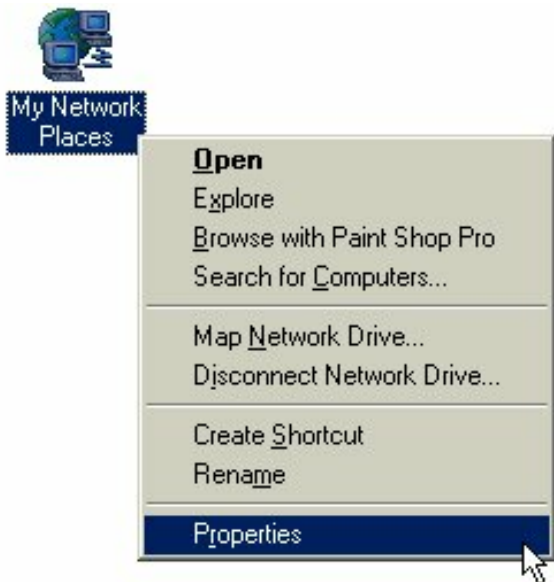 My Network
Places
Open
Explore
Browse with Paint Shop Pro
Search for Computers...
Map Network Drive...
Disconnect Network Drive...
Create Shortcut
Rename
Properties